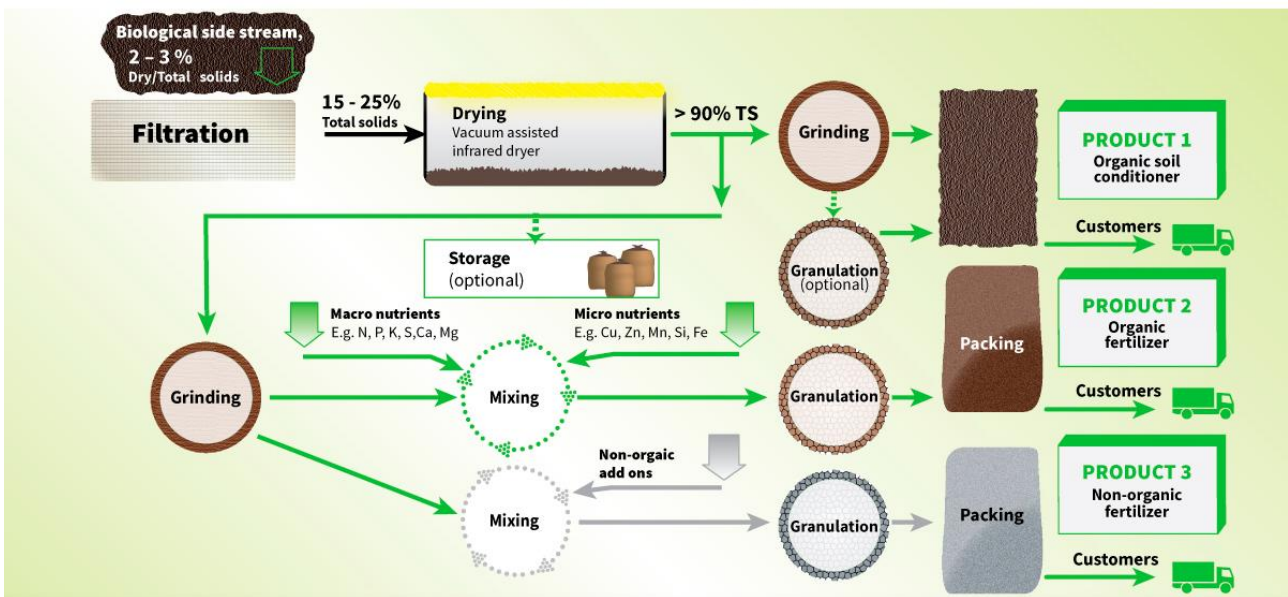 Biological side stream,
2 – 3 %
Dry/Total solids
Filtration
15 - 25%
Total solids
Drying
Vacuum assisted
infrared dryer
> 90% TS
Grinding
PRODUCT 1
Organic soil
conditioner
Customers
Storage
(optional)
Granulation
(optional)
Macro nutrients
E.g. N, P, K, S,Ca, Mg
Micro nutrients
E.g. Cu, Zn, Mn, Si, Fe
PRODUCT 2
Organic
fertilizer
Grinding
Mixing
Granulation
Packing
Customers
Non-orgaic
add ons
Mixing
Granulation
Packing
PRODUCT 3
Non-organic
fertilizer
Customers